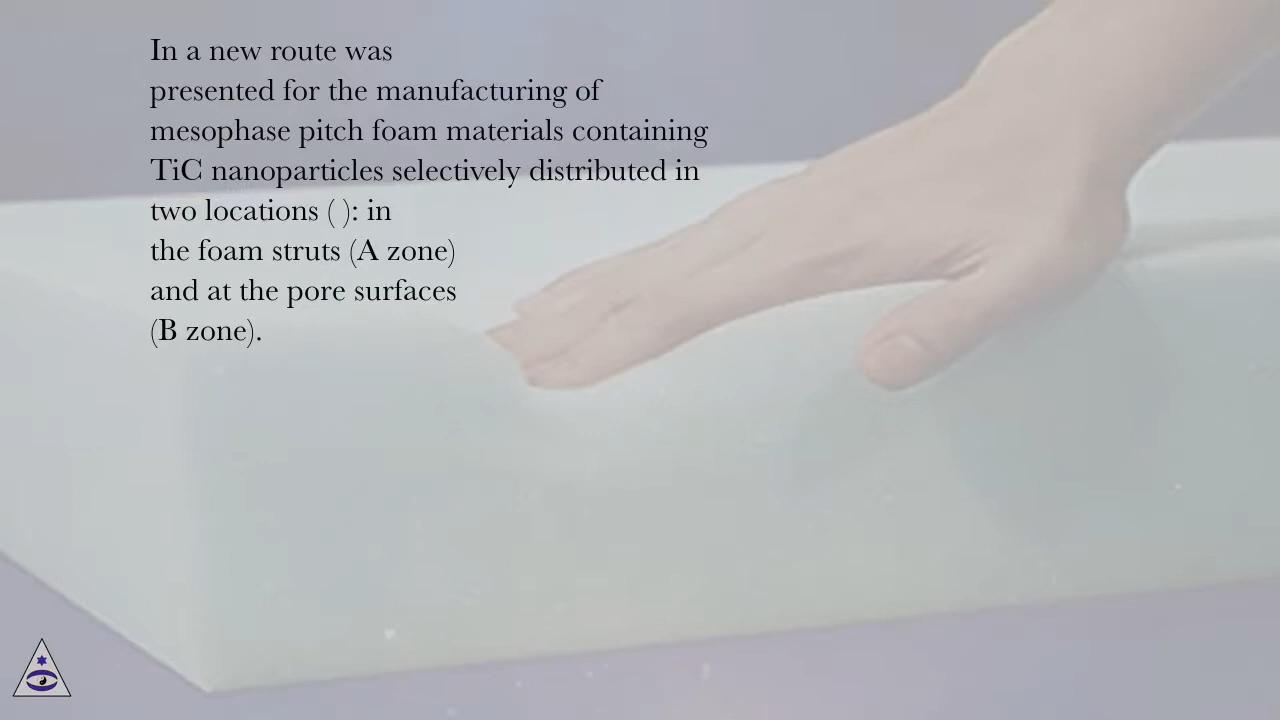 In a new route was
presented for the manufacturing of
mesophase pitch foam materials containing
TiC nanoparticles selectively distributed in
two locations ( ): in
the foam struts (A zone)
and at the pore surfaces
(B zone).